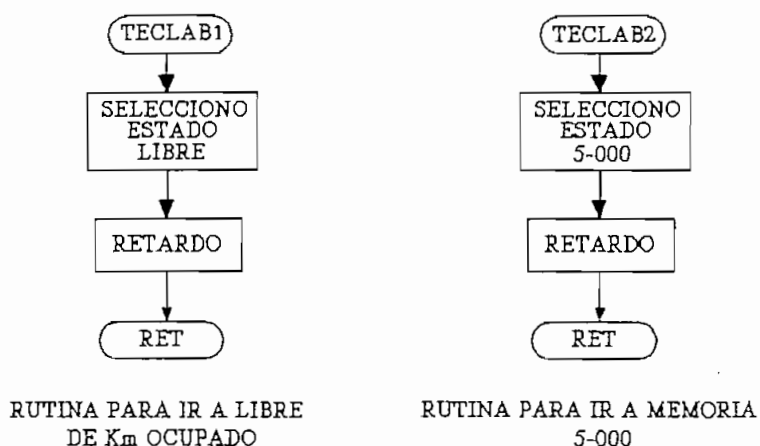 TECLAB1
SELECCIONO
ESTADO
LIBRE
RETARDO
RET
RUTINA PARA IR A LIBRE
DE Km OCUPADO
TECLAB2
SELECCIONO
ESTADO
5-000
RETARDO
RET
RUTINA PARA IR A MEMORIA
5-000